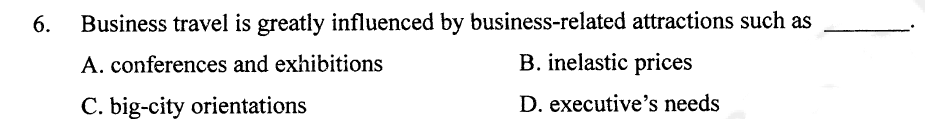 6. Business travel is greatly influenced by business-related attractions such as ________.
A. conferences and exhibitions B. inelastic prices
C. big-city orientations D. executive's needs